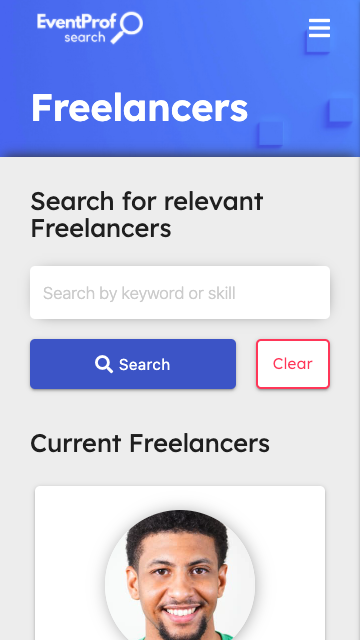 EventProf
search
Freelancers
Search for relevant
Freelancers
Search by keyword or skill
Search
Clear
Current Freelancers